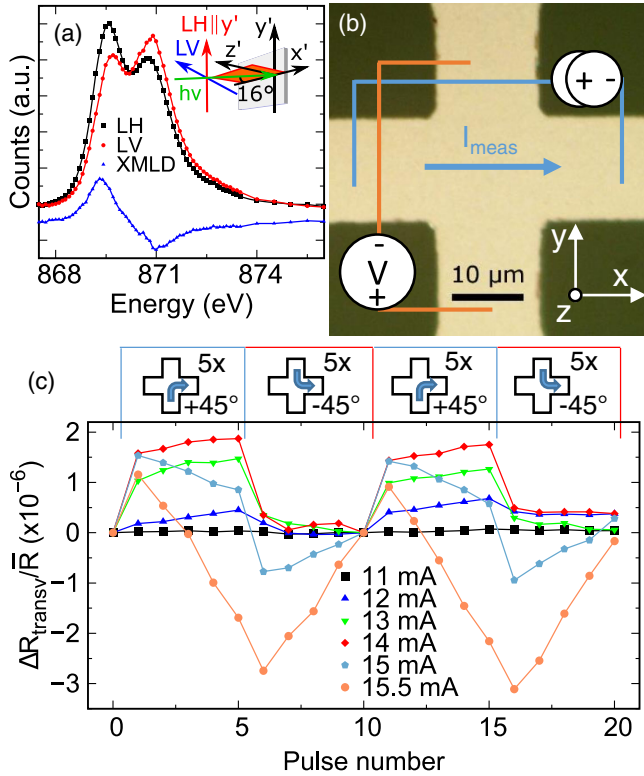 (a)
LH||y'
LV
hν
z'
y'
x'
16°
Counts (a.u.)
LH
LV
XMLD
868
871
874
Energy (eV)
(b)
+
-
I_meas
-
V
+
10 µm
y
x
z
(c)
5x
+45°
5x
-45°
5x
+45°
5x
-45°
ΔR_transv/R̅ (x10⁻⁶)
2
1
0
−1
−2
−3
11 mA
12 mA
13 mA
14 mA
15 mA
15.5 mA
0
5
10
15
20
Pulse number